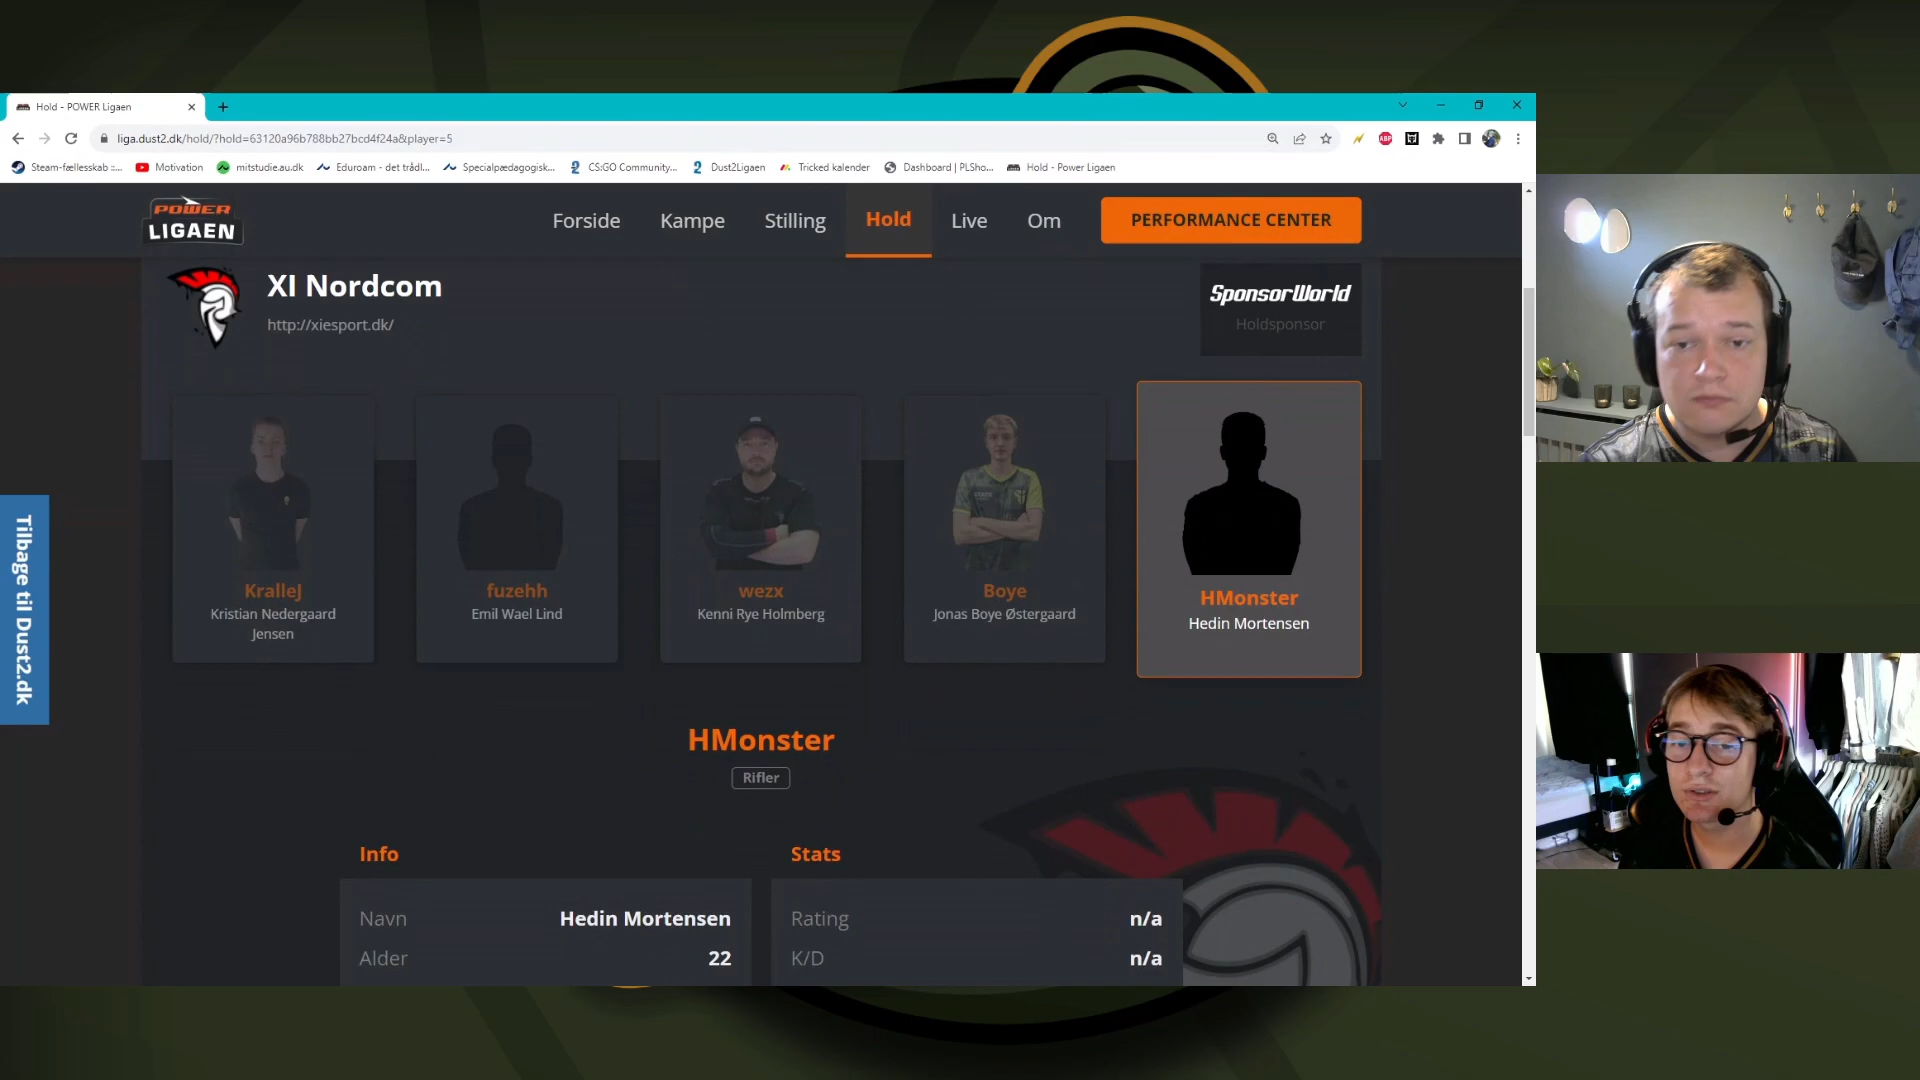 Hold - POWER Ligaen
liga.dust2.dk/hold/?hold=63120a96b788bb27bcd4f24a&player=5
Steam-fællesskab ::... Motivation mitstudie.au.dk Eduroam - det trådl... Specialpædagogisk... CS:GO Community... Dust2Ligaen Tricked kalender Dashboard | PLSho... Hold - Power Ligaen
POWER
LIGAEN
Forside Kampe Stilling Hold Live Om PERFORMANCE CENTER
XI Nordcom
http://xiesport.dk/
SponsorWorld
Holdsponsor
KralleJ
Kristian Nedergaard
Jensen
fuzehh
Emil Wael Lind
wezx
Kenni Rye Holmberg
Boye
Jonas Boye Østergaard
HMonster
Hedin Mortensen
Tilbage til Dust2.dk
HMonster
Rifler
Info
Navn Hedin Mortensen
Alder 22
Stats
Rating n/a
K/D n/a